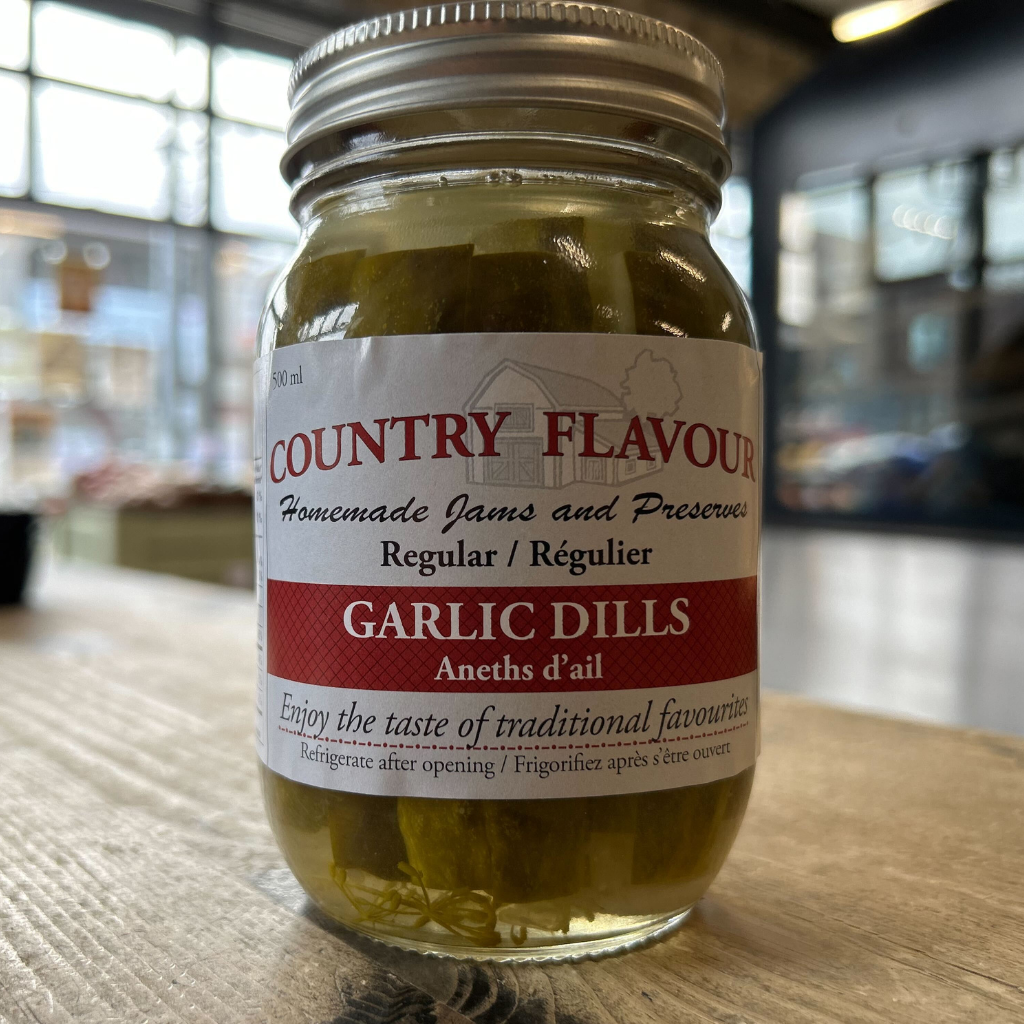 500 ml
COUNTRY FLAVOUR
Homemade Jams and Preserves
Regular / Régulier
GARLIC DILLS
Aneths d'ail
Enjoy the taste of traditional favourites
Refrigerate after opening / Frigorifiez après s'être ouvert